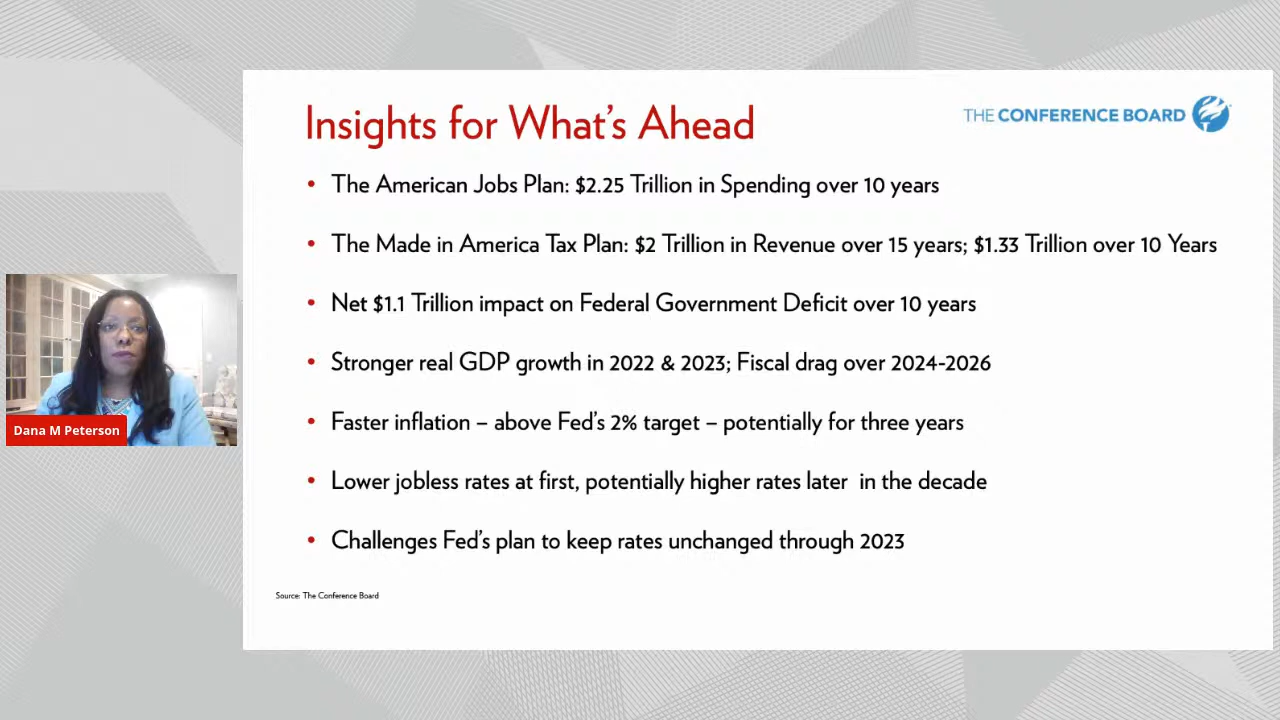 Insights for What's Ahead
THE CONFERENCE BOARD
• The American Jobs Plan: $2.25 Trillion in Spending over 10 years
• The Made in America Tax Plan: $2 Trillion in Revenue over 15 years; $1.33 Trillion over 10 Years
• Net $1.1 Trillion impact on Federal Government Deficit over 10 years
• Stronger real GDP growth in 2022 & 2023; Fiscal drag over 2024-2026
• Faster inflation – above Fed's 2% target – potentially for three years
• Lower jobless rates at first, potentially higher rates later  in the decade
• Challenges Fed's plan to keep rates unchanged through 2023
Source: The Conference Board
Dana M Peterson